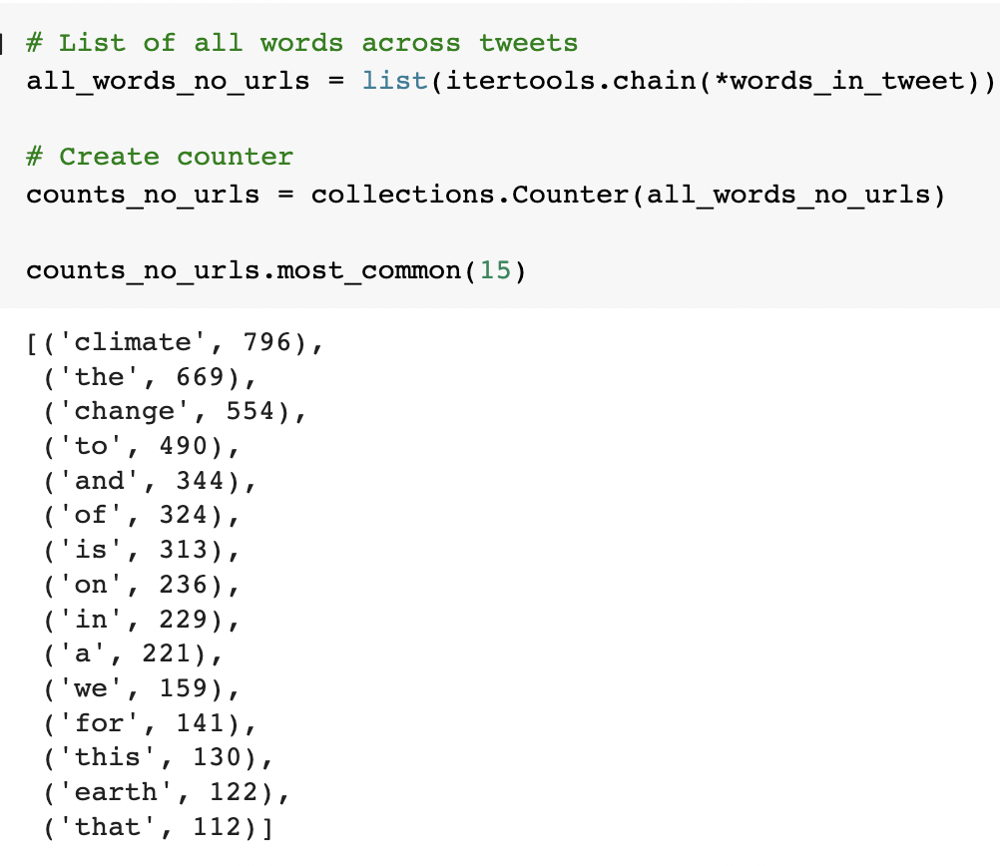 # List of all words across tweets
all_words_no_urls = list(itertools.chain(*words_in_tweet))
# Create counter
counts_no_urls = collections.Counter(all_words_no_urls)
counts_no_urls.most_common(15)
[('climate', 796),
('the', 669),
('change', 554),
('to', 490),
('and', 344),
('of', 324),
('is', 313),
('on', 236),
('in', 229),
('a', 221),
('we', 159),
('for', 141),
('this', 130),
('earth', 122),
('that', 112)]